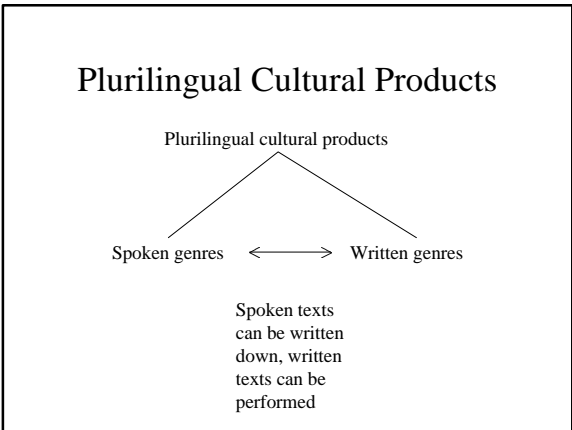 Plurilingual Cultural Products
Plurilingual cultural products
Spoken genres
Written genres
Spoken texts
can be written
down, written
texts can be
performed